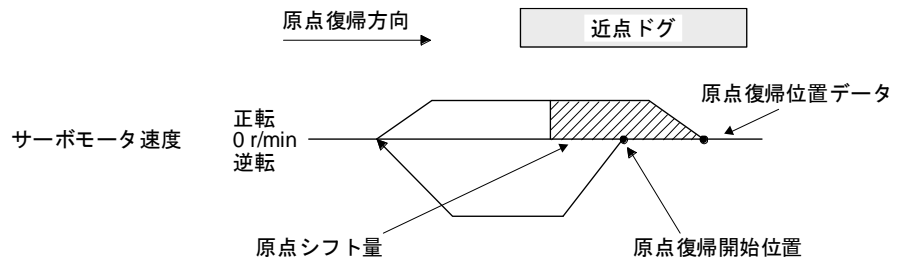 原点復帰方向
近点ドグ
原点復帰位置データ
正転
サーボモータ速度
0 r/min
逆転
原点シフト量
原点復帰開始位置